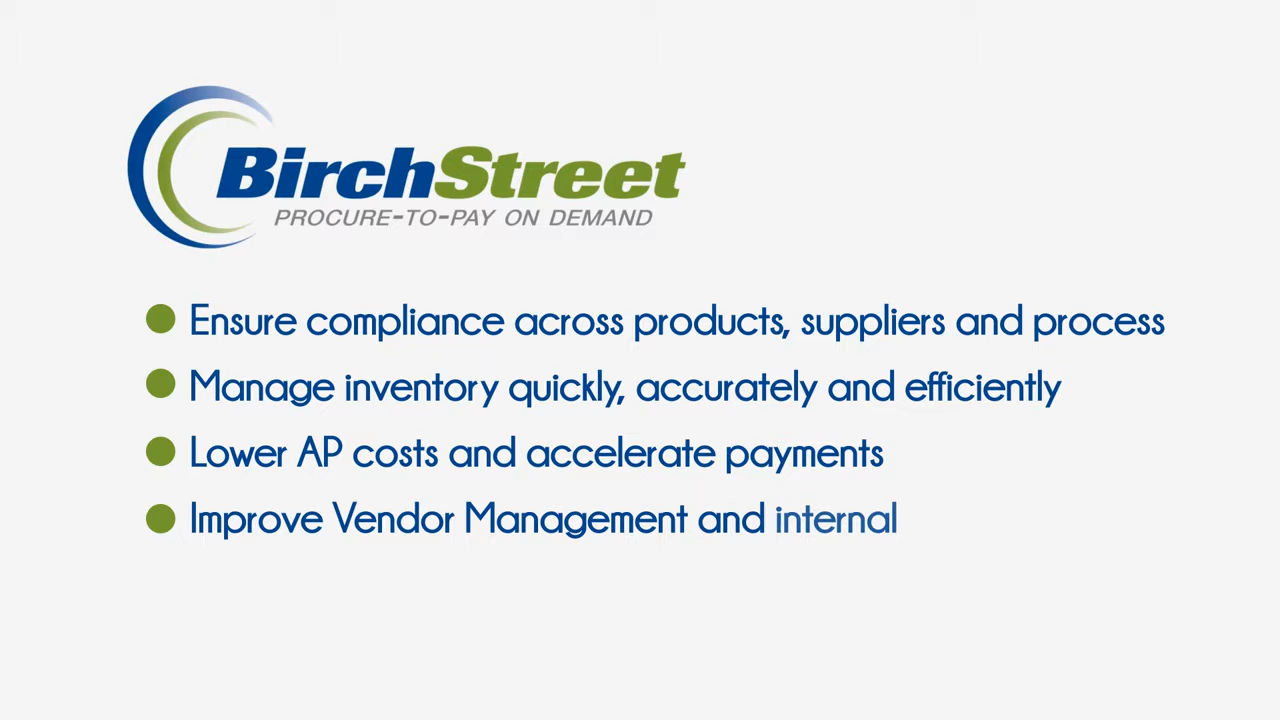 BirchStreet
PROCURE-TO-PAY ON DEMAND
Ensure compliance across products, suppliers and process
Manage inventory quickly, accurately and efficiently
Lower AP costs and accelerate payments
Improve Vendor Management and internal